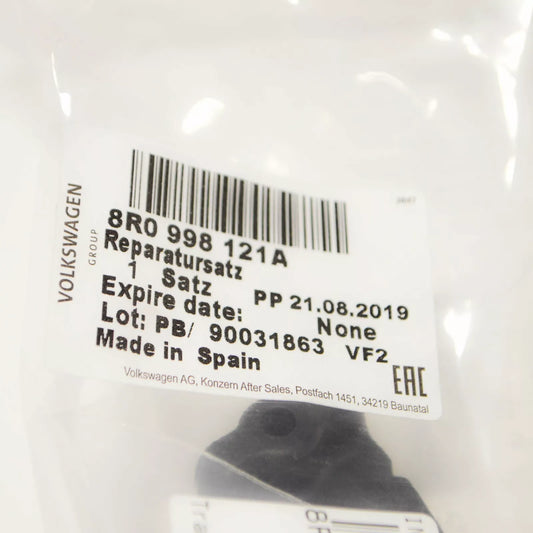 VOLKSWAGEN
GROUP
8R0 998 121A
Reparatursatz
1 Satz PP 21.08.2019
Expire date: None
Lot: PB/ 90031863 VF2
Made in Spain
EAC
Volkswagen AG, Konzern After Sales, Postfach 1451, 34219 Baunatal